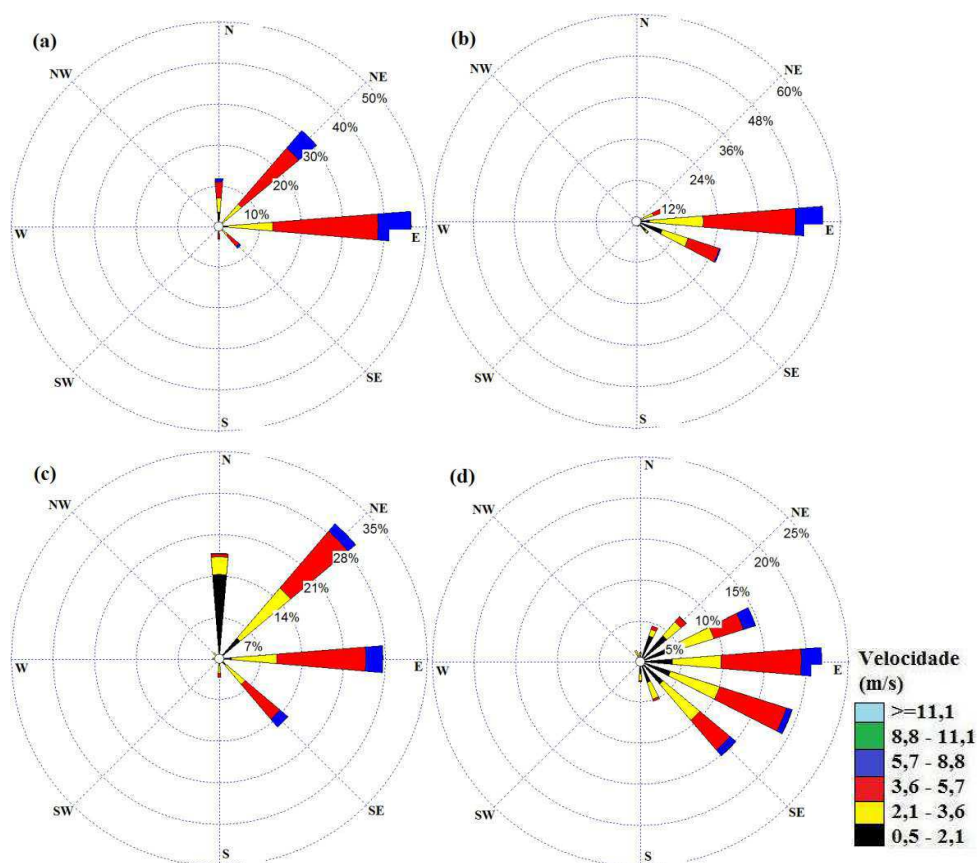 (a)
N
NW
NE
50%
40%
30%
20%
10%
W
E
SW
SE
S
(b)
N
NW
NE
60%
48%
36%
24%
12%
W
E
SW
SE
S
(c)
N
NW
NE
35%
28%
21%
14%
7%
W
E
SW
SE
S
(d)
N
NW
NE
25%
20%
15%
10%
5%
W
E
SW
SE
S
Velocidade
(m/s)
>=11,1
8,8 - 11,1
5,7 - 8,8
3,6 - 5,7
2,1 - 3,6
0,5 - 2,1